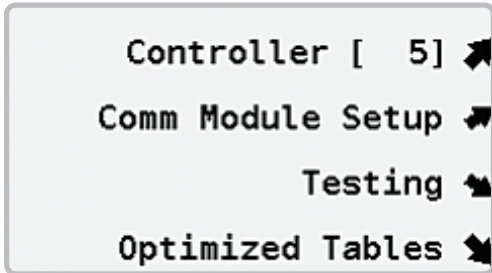 Controller [  5]
Comm Module Setup
Testing
Optimized Tables